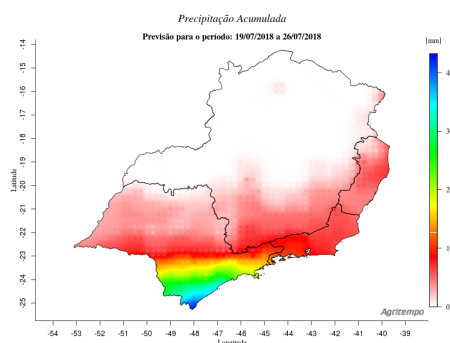 Precipitação Acumulada
Previsão para o período: 19/07/2018 a 26/07/2018
[mm]
-14
-15
-16
-17
-18
-19
-20
-21
-22
-23
-24
-25
Latitude
4
3
2
1
0
Agritempo
-54 -53 -52 -51 -50 -49 -48 -47 -46 -45 -44 -43 -42 -41 -40 -39
Longitude